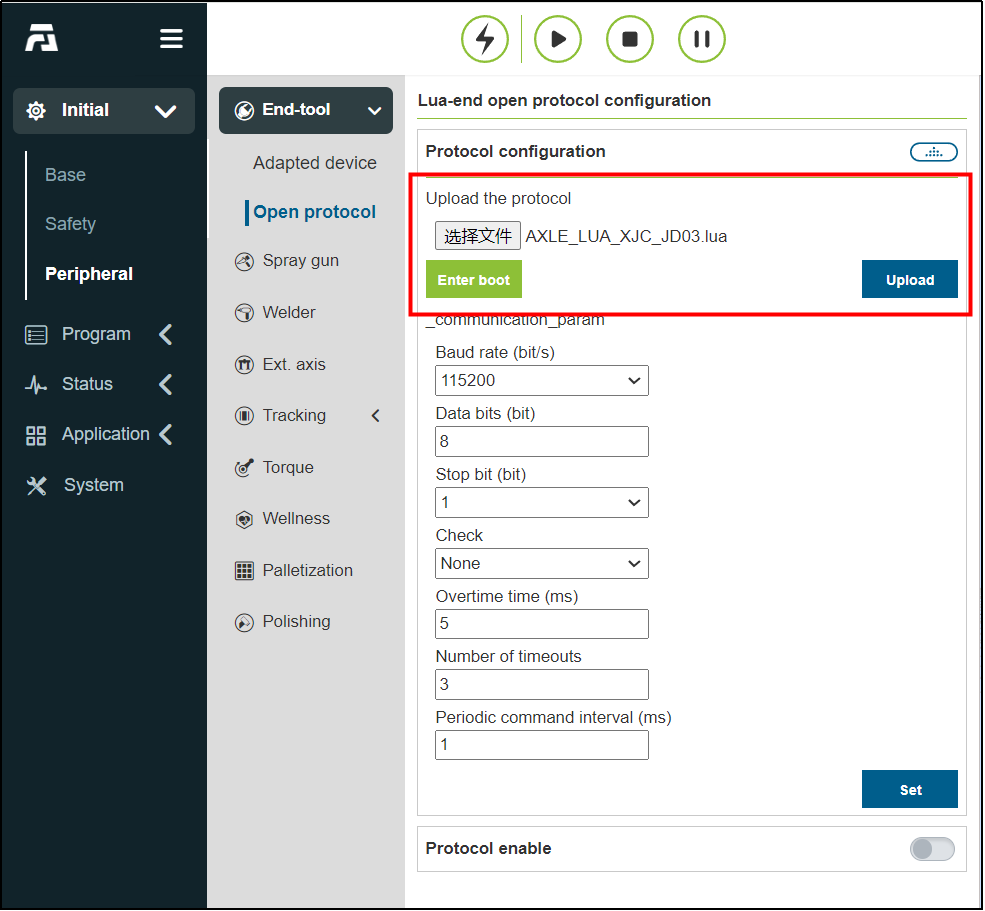 Initial
Base
Safety
Peripheral
Program
Status
Application
System
End-tool
Adapted device
Open protocol
Spray gun
Welder
Ext. axis
Tracking
Torque
Wellness
Palletization
Polishing
Lua-end open protocol configuration
Protocol configuration
Upload the protocol
选择文件 AXLE_LUA_XJC_JD03.lua
Enter boot Upload
_communication_param
Baud rate (bit/s)
115200
Data bits (bit)
8
Stop bit (bit)
1
Check
None
Overtime time (ms)
5
Number of timeouts
3
Periodic command interval (ms)
1
Set
Protocol enable